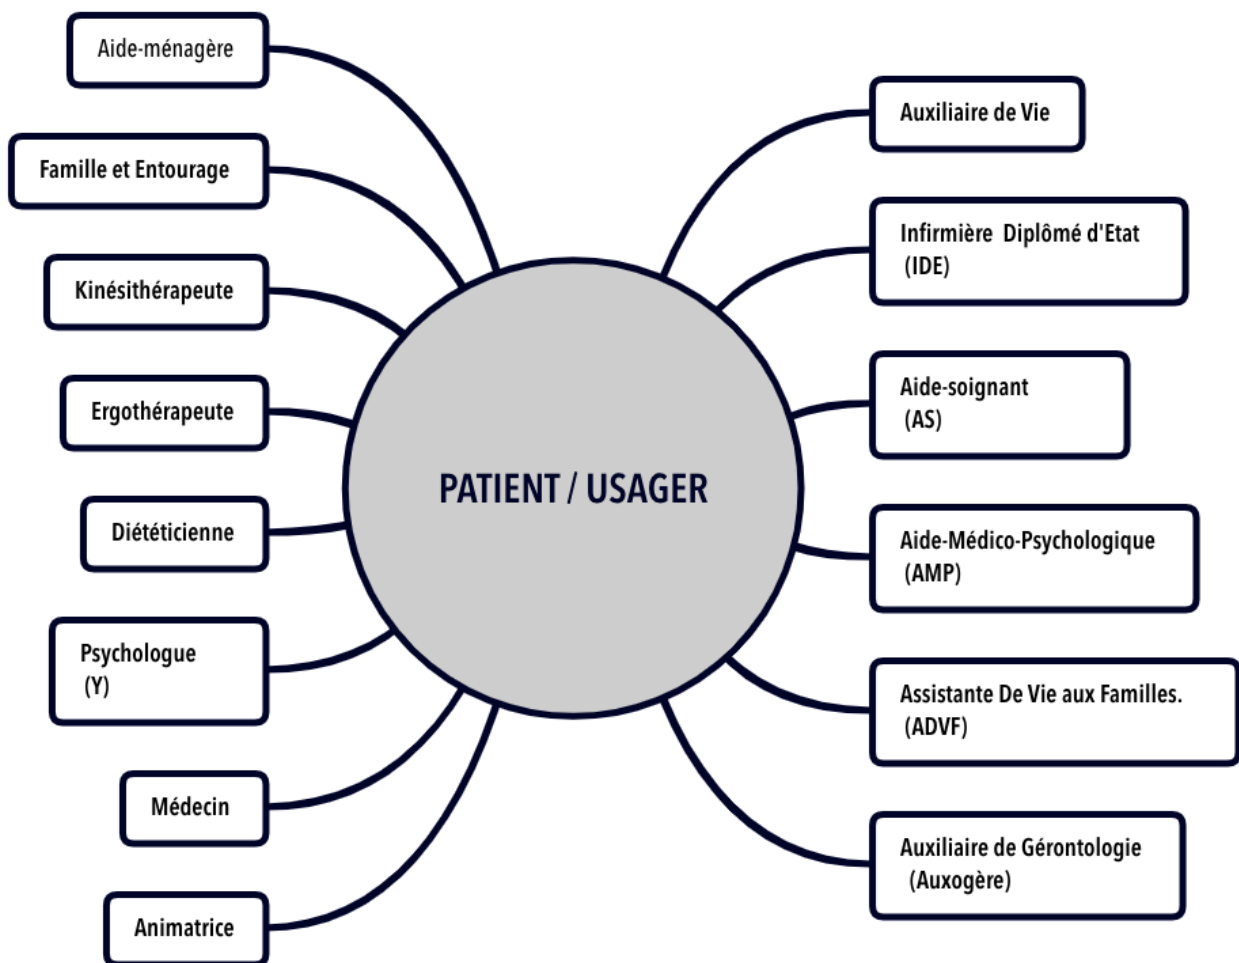 Aide-ménagère
Famille et Entourage
Kinésithérapeute
Ergothérapeute
Diététicienne
Psychologue
(Y)
Médecin
Animatrice
PATIENT / USAGER
Auxiliaire de Vie
Infirmière  Diplômé d'Etat
(IDE)
Aide-soignant
(AS)
Aide-Médico-Psychologique
(AMP)
Assistante De Vie aux Familles.
(ADVF)
Auxiliaire de Gérontologie
(Auxogère)